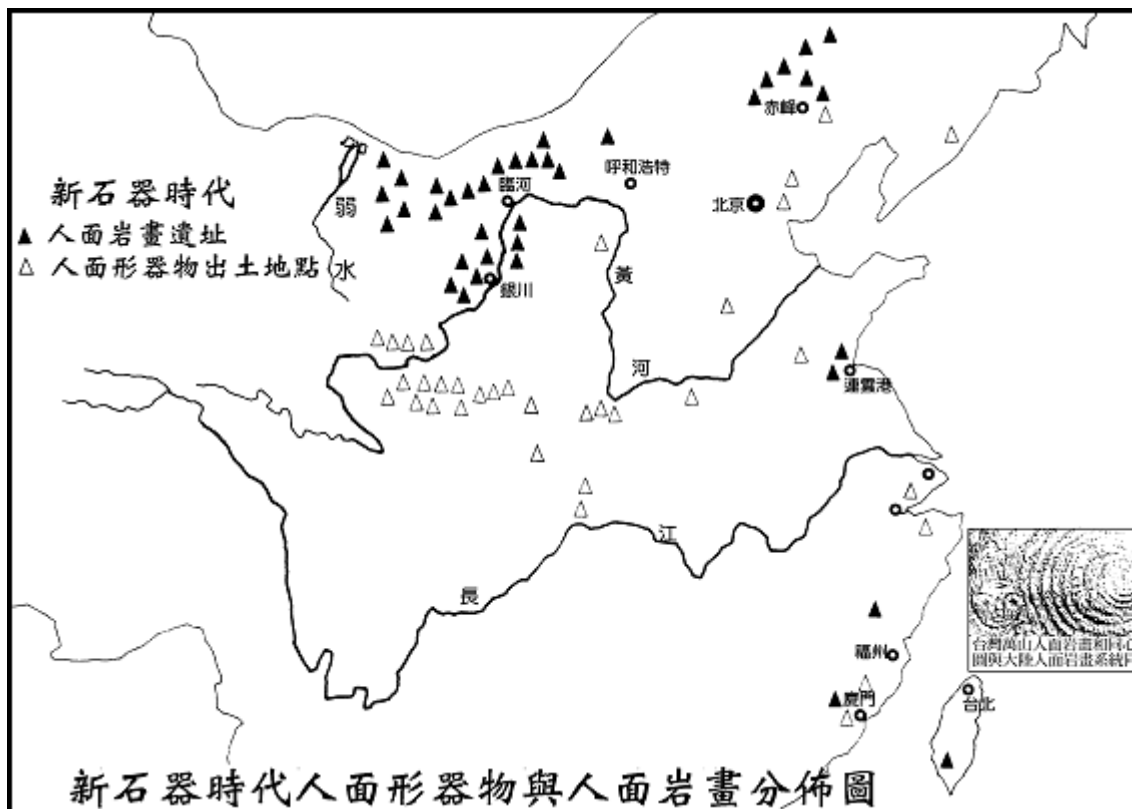 赤峰
呼和浩特
新石器時代
臨河
北京
弱
▲ 人面岩畫遺址
△ 人面形器物出土地點
水
黃
銀川
河
連雲港
江
長
台灣萬山人面岩畫和同心
圖與大陸人面岩畫系統同
福州
廈門
台北
新石器時代人面形器物與人面岩畫分佈圖